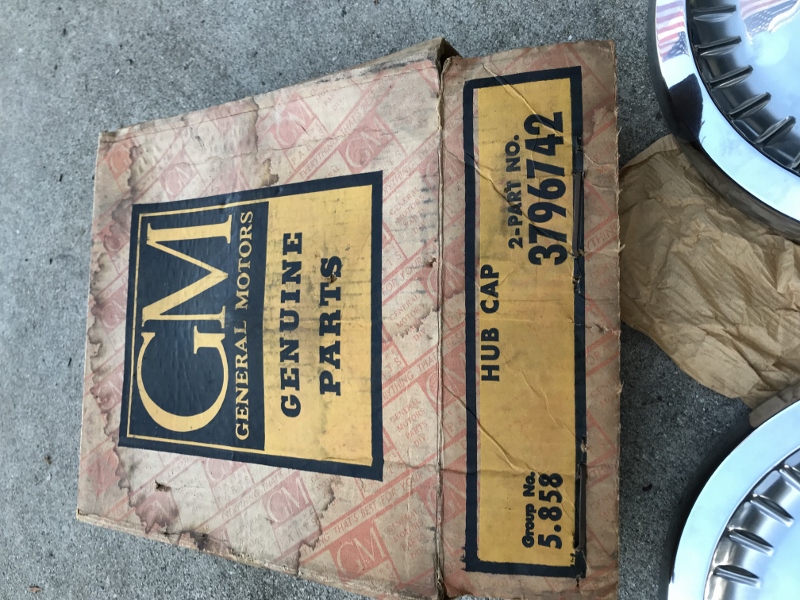 GM
GENERAL MOTORS
GENUINE
PARTS
2-PART NO.
3796742
HUB CAP
Group No.
5.858